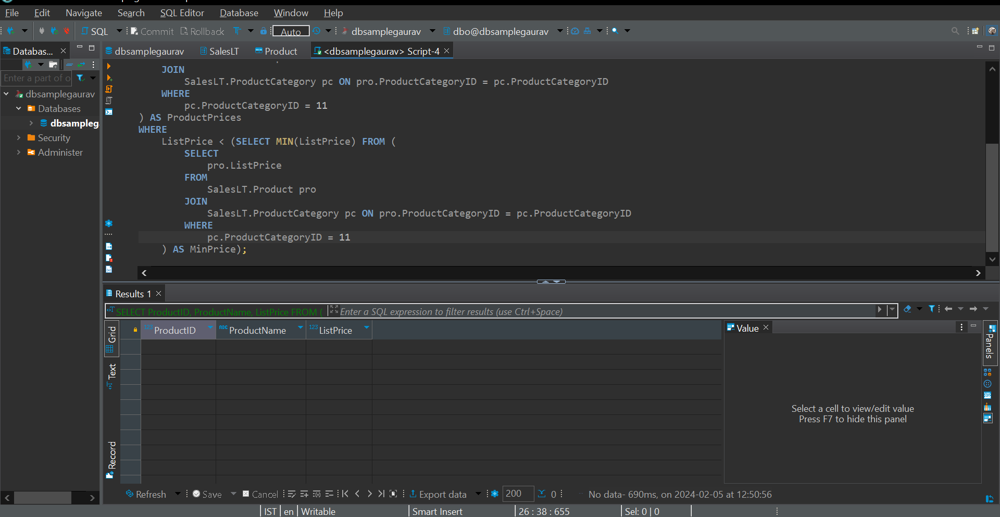 File Edit Navigate Search SQL Editor Database Window Help
SQL Commit Rollback Auto dbsamplegaurav dbo@dbsamplegaurav
Databas... dbsamplegaurav SalesLT Product <dbsamplegaurav> Script-4
Enter a part of o
dbsamplegaurav
Databases
dbsampleg
Security
Administer
JOIN
SalesLT.ProductCategory pc ON pro.ProductCategoryID = pc.ProductCategoryID
WHERE
pc.ProductCategoryID = 11
) AS ProductPrices
WHERE
ListPrice < (SELECT MIN(ListPrice) FROM (
SELECT
pro.ListPrice
FROM
SalesLT.Product pro
JOIN
SalesLT.ProductCategory pc ON pro.ProductCategoryID = pc.ProductCategoryID
WHERE
pc.ProductCategoryID = 11
) AS MinPrice);
Results 1
SELECT ProductID, ProductName, ListPrice FROM ( Enter a SQL expression to filter results (use Ctrl+Space)
Grid
Text
Record
123 ProductID ABC ProductName 123 ListPrice
Value
Panels
Select a cell to view/edit value
Press F7 to hide this panel
Refresh Save Cancel Export data 200 0 No data- 690ms, on 2024-02-05 at 12:50:56
IST en Writable Smart Insert 26 : 38 : 655 Sel: 0 | 0